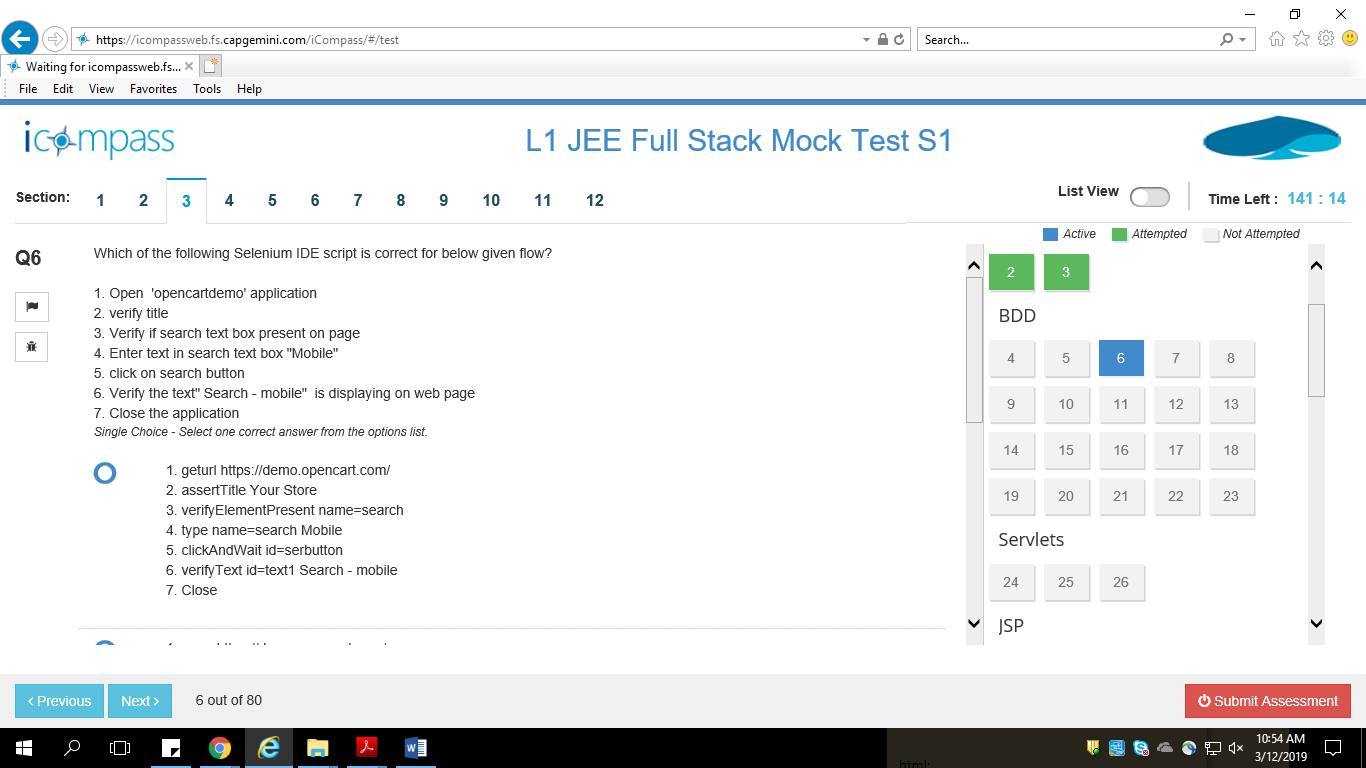 https://icompassweb.fs.capgemini.com/iCompass/#/test
Search...
Waiting for icompassweb.fs...
File Edit View Favorites Tools Help
icompass
L1 JEE Full Stack Mock Test S1
Section: 1 2 3 4 5 6 7 8 9 10 11 12
List View
Time Left : 141 : 14
Active Attempted Not Attempted
Q6
Which of the following Selenium IDE script is correct for below given flow?
1. Open 'opencartdemo' application
2. verify title
3. Verify if search text box present on page
4. Enter text in search text box "Mobile"
5. click on search button
6. Verify the text" Search - mobile" is displaying on web page
7. Close the application
Single Choice - Select one correct answer from the options list.
1. geturl https://demo.opencart.com/
2. assertTitle Your Store
3. verifyElementPresent name=search
4. type name=search Mobile
5. clickAndWait id=serbutton
6. verifyText id=text1 Search - mobile
7. Close
2 3
BDD
4 5 6 7 8
9 10 11 12 13
14 15 16 17 18
19 20 21 22 23
Servlets
24 25 26
JSP
Previous Next 6 out of 80
Submit Assessment
10:54 AM
3/12/2019
html: